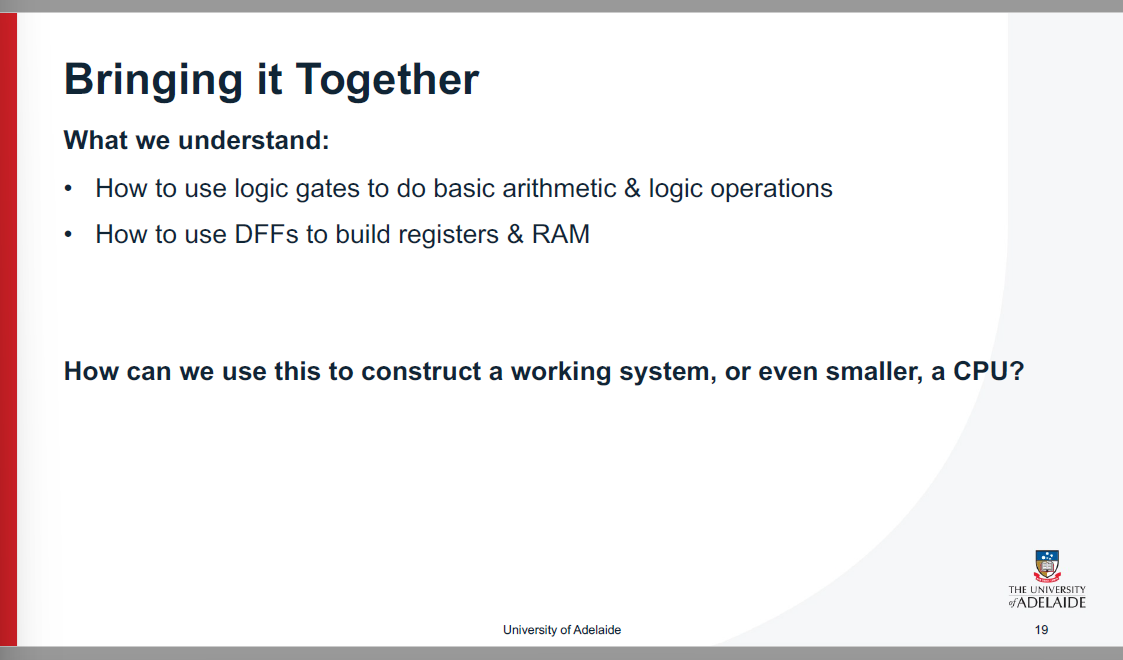 Bringing it Together
What we understand:
• How to use logic gates to do basic arithmetic & logic operations
• How to use DFFs to build registers & RAM
How can we use this to construct a working system, or even smaller, a CPU?
THE UNIVERSITY
of ADELAIDE
University of Adelaide
19